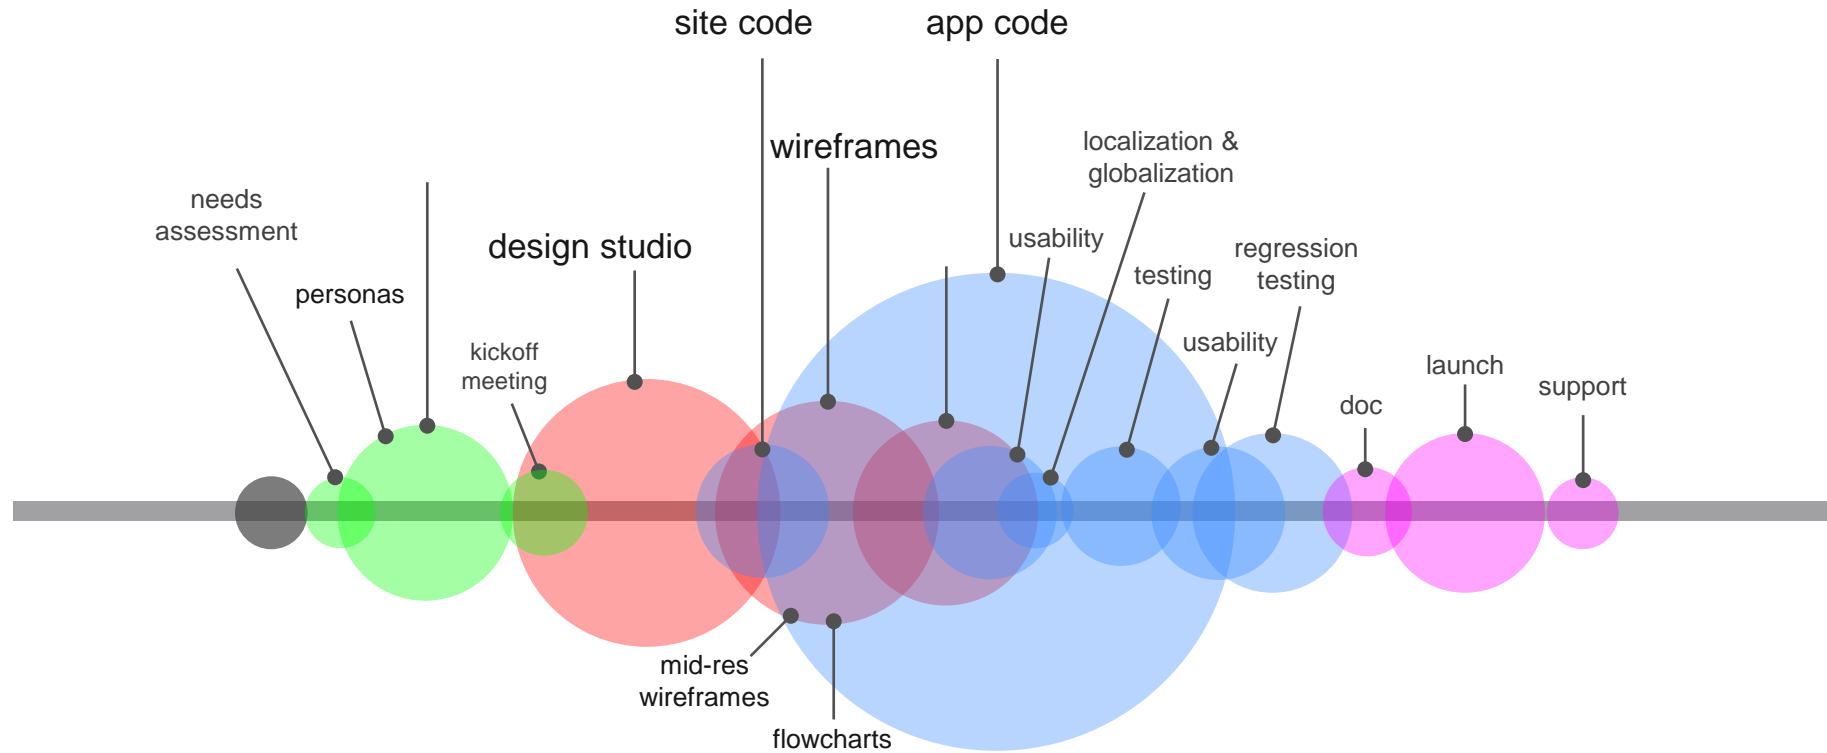 site code
app code
wireframes
localization &
globalization
needs
assessment
design studio
usability
regression
testing
testing
personas
kickoff
meeting
usability
launch
support
doc
mid-res
wireframes
flowcharts